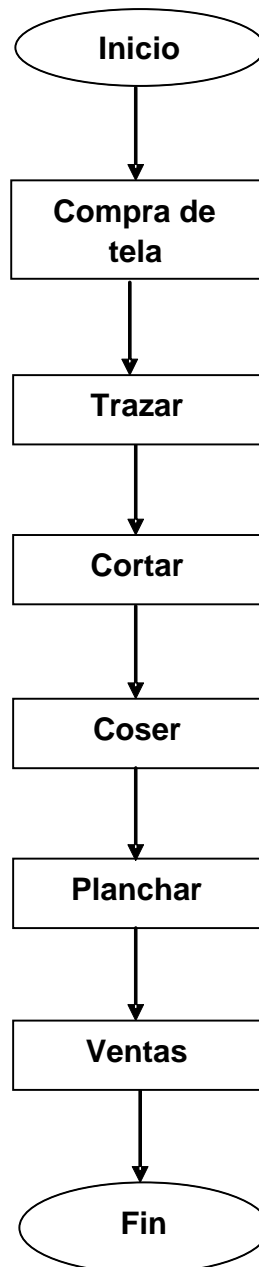 Inicio
Compra de
tela
Trazar
Cortar
Coser
Planchar
Ventas
Fin